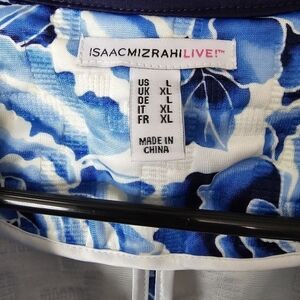 ISAACMIZRAHILIVE!™
US L
UK XL
DE L
IT XL
FR XL
MADE IN
CHINA